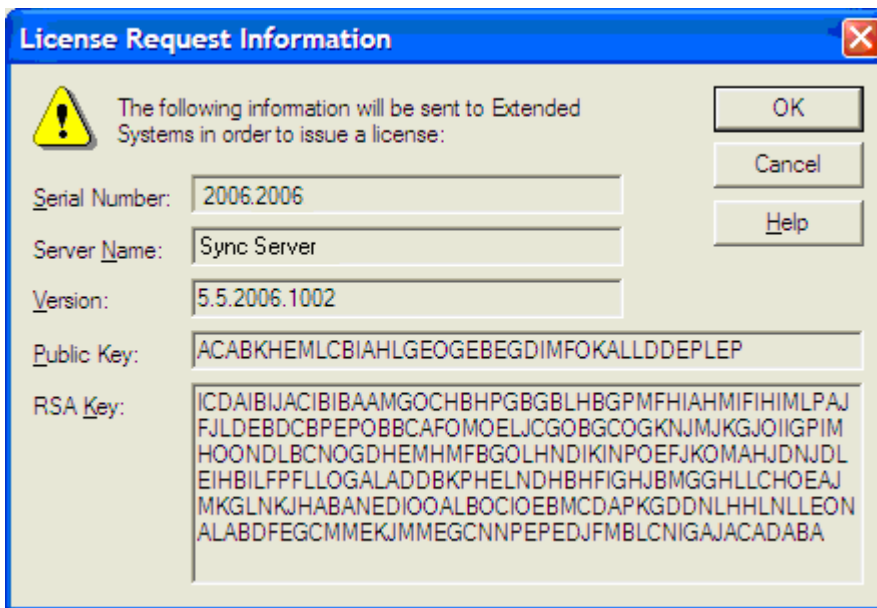 License Request Information
The following information will be sent to Extended
Systems in order to issue a license:
OK
Cancel
Help
Serial Number: 2006.2006
Server Name: Sync Server
Version: 5.5.2006.1002
Public Key: ACABKHEMLCBIAHLGEOGEBEGDIMFOKALLDDEPLEP
RSA Key: ICDAIBIJACIBIBAAMGOCHBHPGBGBLHBGPMFHIAHMIFIHIMLPAJ
FJLDEBDCBPEPOBBCAFOMOELJCGOBGCOGKNJMJKGJOIIGPIM
HOONDLBCNOGDHEMHMFBGOLHNDIKINPOEFJKOMAHJDNJDL
EIHBILFPFLLOGALADDBKPHELNDHBHFIGHJBMGGHLLCHOEAJ
MKGLNKJHABANEDIOOALBOCIOEBMCDAPKGDDNLHHLNLLEON
ALABDFEGCMMEKJMMEGCNNPEPEDJFMBLCNIGAJACADABA